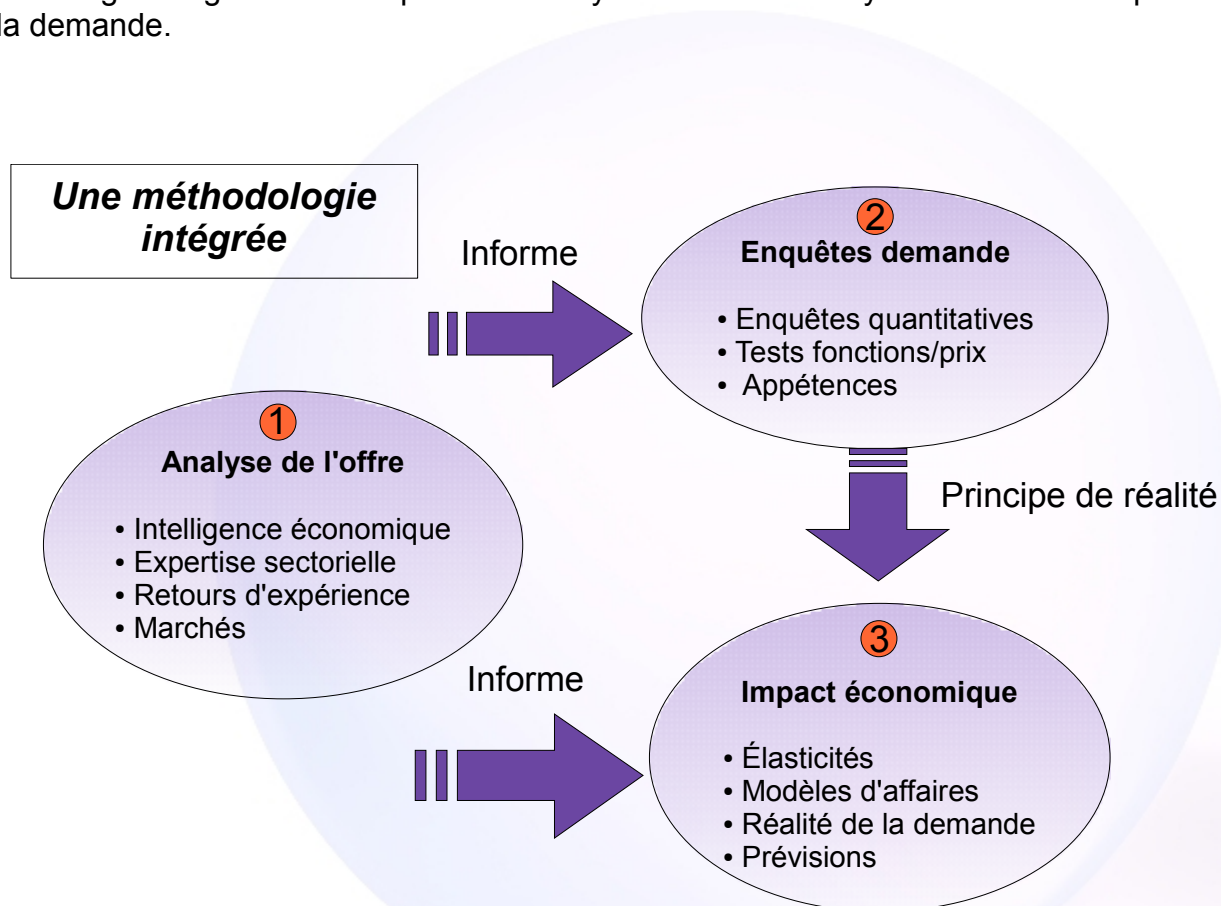 la demande.
Une méthodologie
intégrée
Informe
2
Enquêtes demande
• Enquêtes quantitatives
• Tests fonctions/prix
• Appétences
1
Analyse de l'offre
• Intelligence économique
• Expertise sectorielle
• Retours d'expérience
• Marchés
Principe de réalité
Informe
3
Impact économique
• Élasticités
• Modèles d'affaires
• Réalité de la demande
• Prévisions